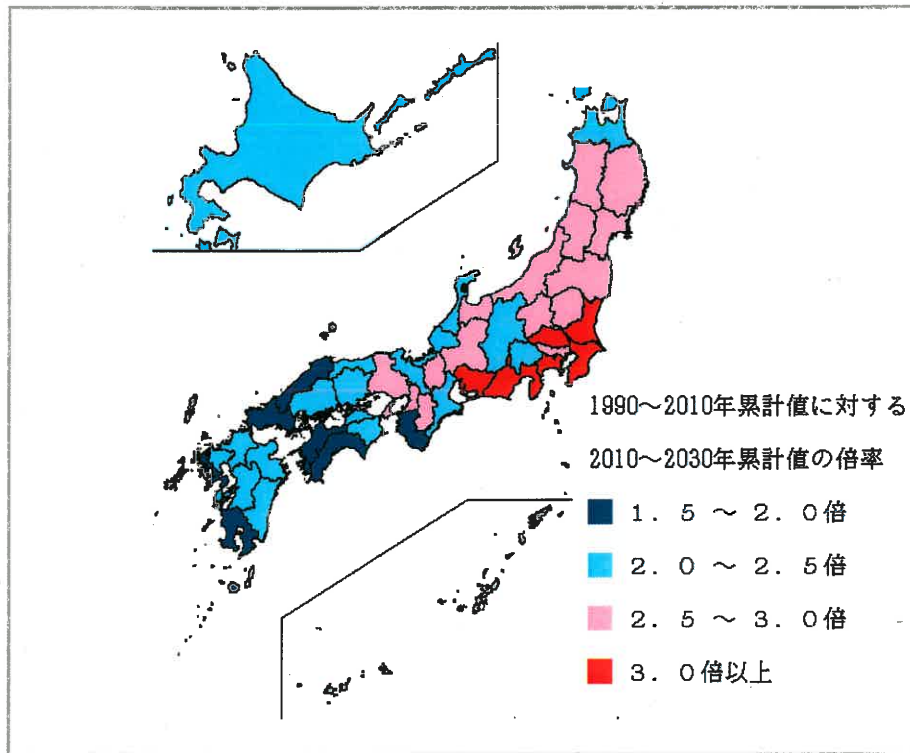 1990～2010年累計値に対する
2010～2030年累計値の倍率
１．５ ～ ２．０倍
２．０ ～ ２．５倍
２．５ ～ ３．０倍
３．０倍以上